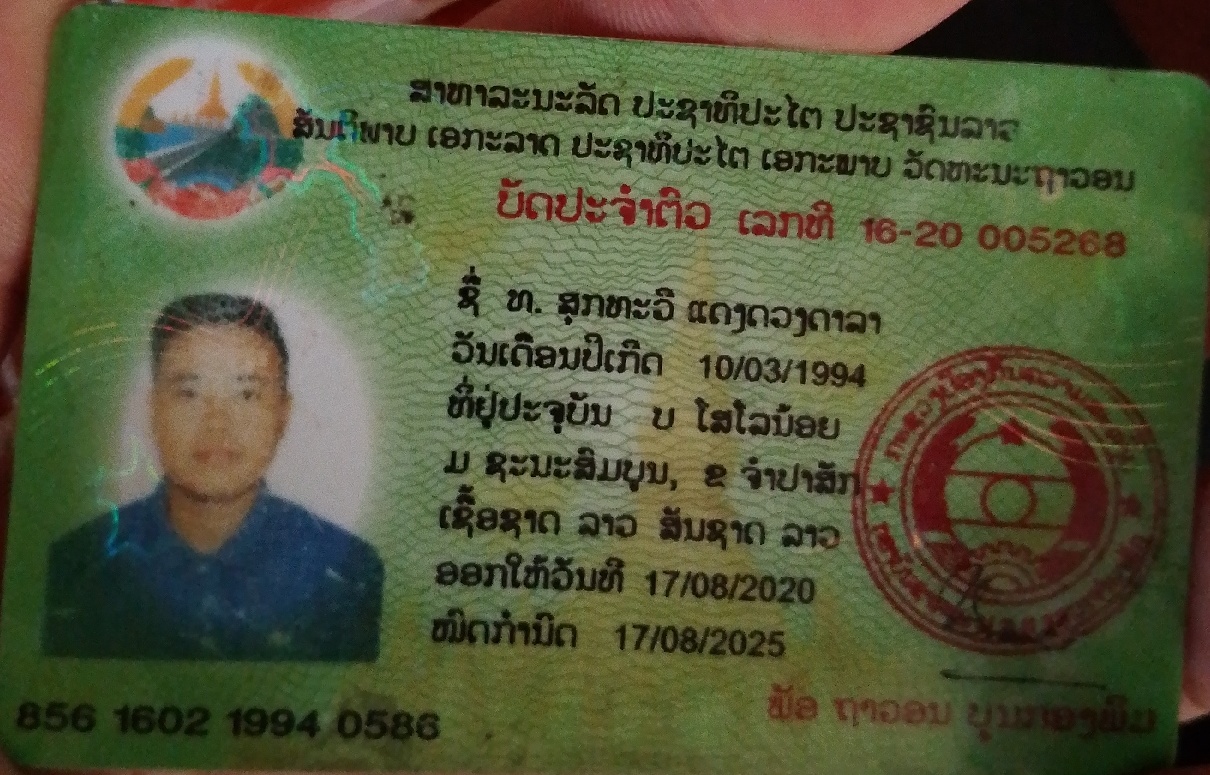 ສາທາລະນະລັດ ປະຊາທິປະໄຕ ປະຊາຊົນລາວ
ສັນຕິພາບ ເອກະລາດ ປະຊາທິປະໄຕ ເອກະພາບ ວັດທະນະຖາວອນ
ບັດປະຈຳຕົວ ເລກທີ 16-20 005268
ຊື່ ທ. ສຸກທະວີ ແດງດວງດາລາ
ວັນເດືອນປີເກີດ 10/03/1994
ທີ່ຢູ່ປະຈຸບັນ ບ ໂສໂລນ້ອຍ
ມ ຊະນະສົມບູນ, ຂ ຈຳປາສັກ
ເຊື້ອຊາດ ລາວ ສັນຊາດ ລາວ
ອອກໃຫ້ວັນທີ 17/08/2020
ໝົດກຳນົດ 17/08/2025
856 1602 1994 0586
ພັອ ຖາວອນ